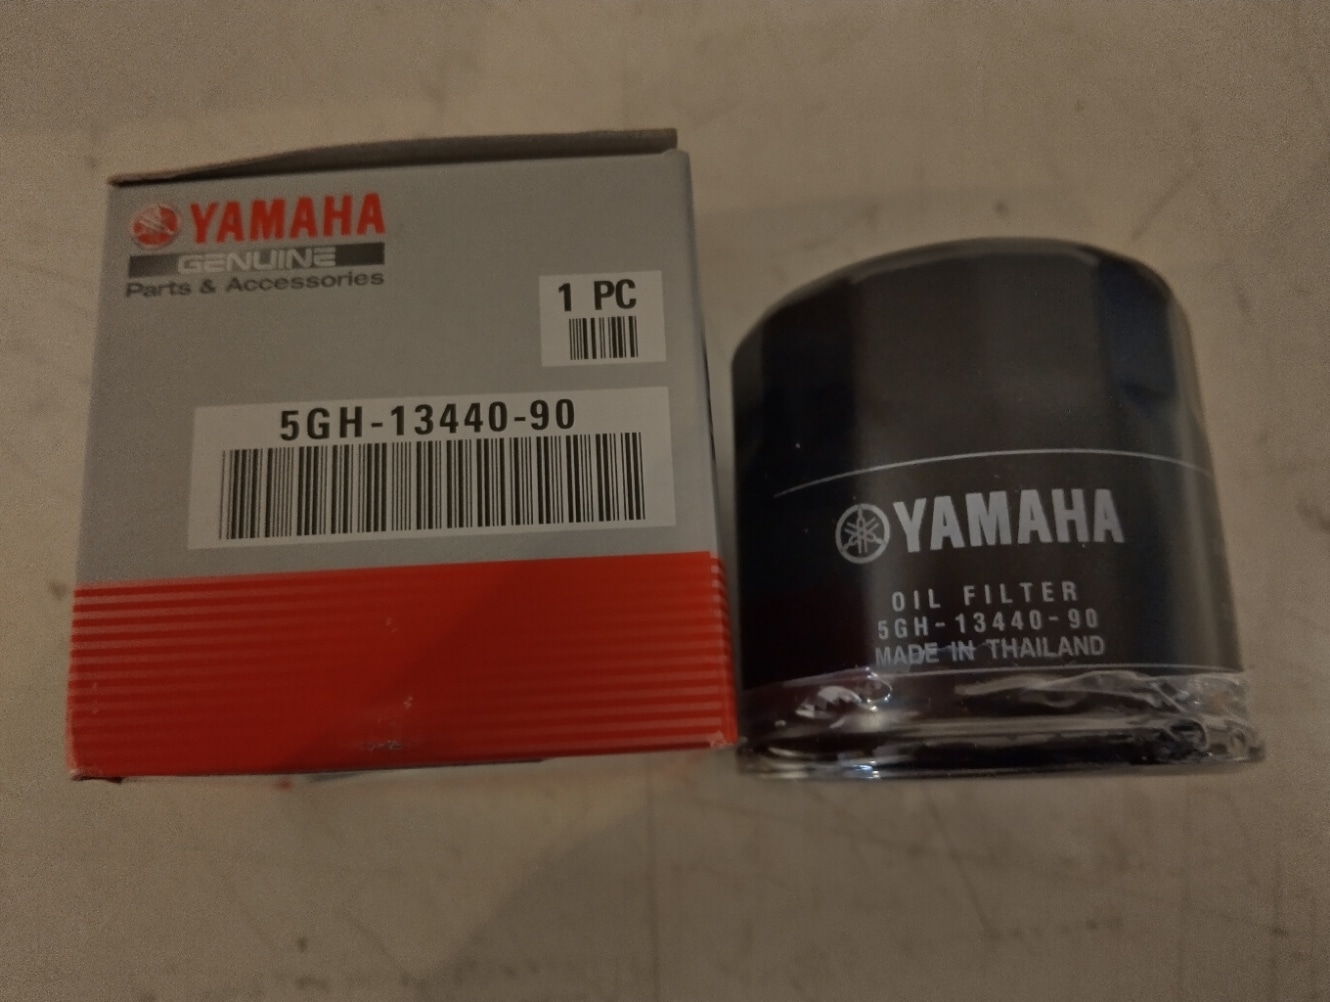 YAMAHA
GENUINE
Parts & Accessories
1 PC
5GH-13440-90
YAMAHA
OIL FILTER
5GH-13440-90
MADE IN THAILAND